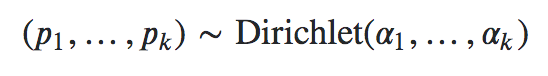 (p₁, …, pₖ) ∼ Dirichlet(α₁, …, αₖ)